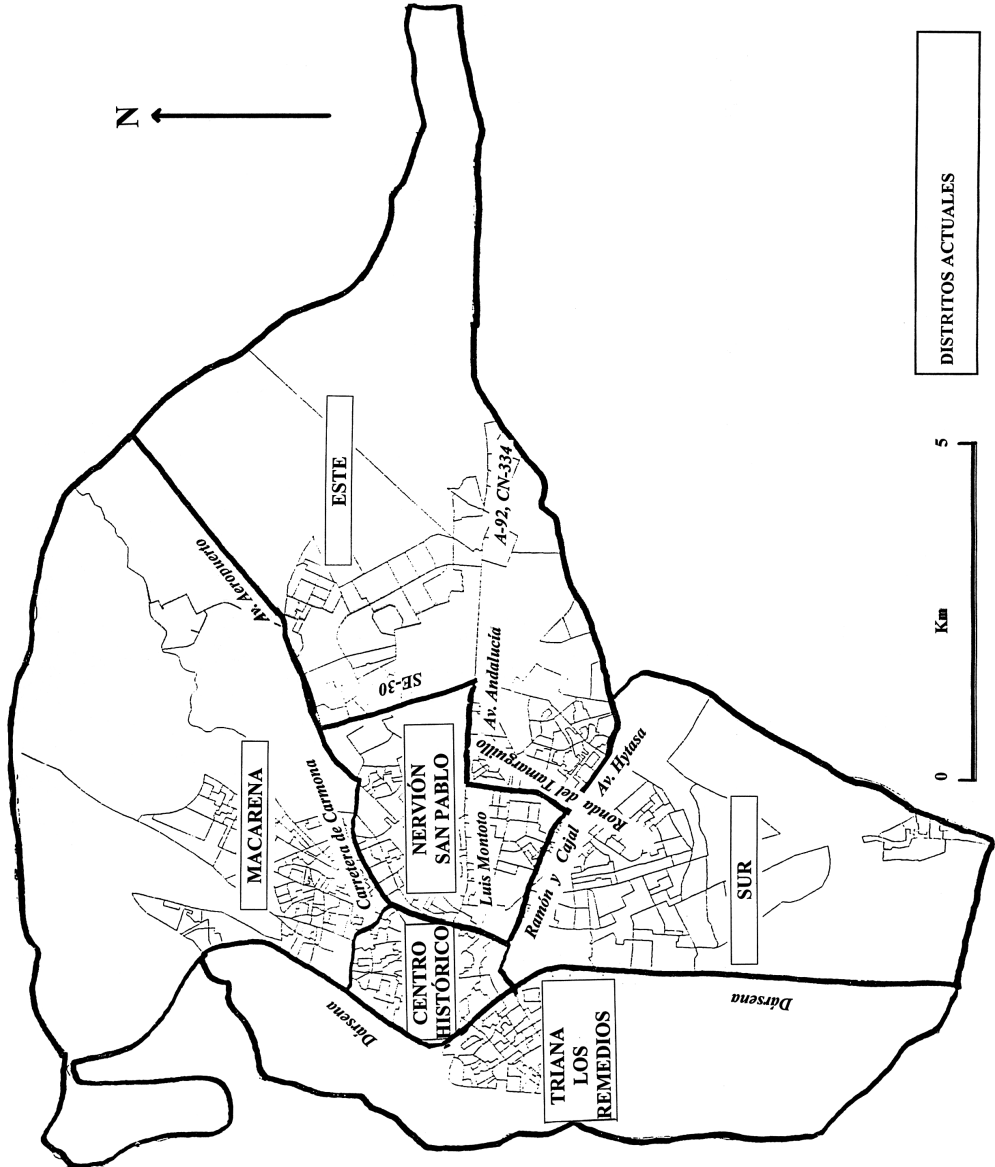 N
ESTE
Av. Aeropuerto
A-92, CN-334
SE-30
Av. Andalucía
MACARENA
Carretera de Carmona
NERVIÓN
SAN PABLO
Ronda del Tamarguillo
Av. Hytasa
Luis Montoto
Ramón y Cajal
CENTRO
HISTÓRICO
SUR
Dársena
Dársena
TRIANA
LOS
REMEDIOS
0
Km
5
DISTRITOS ACTUALES